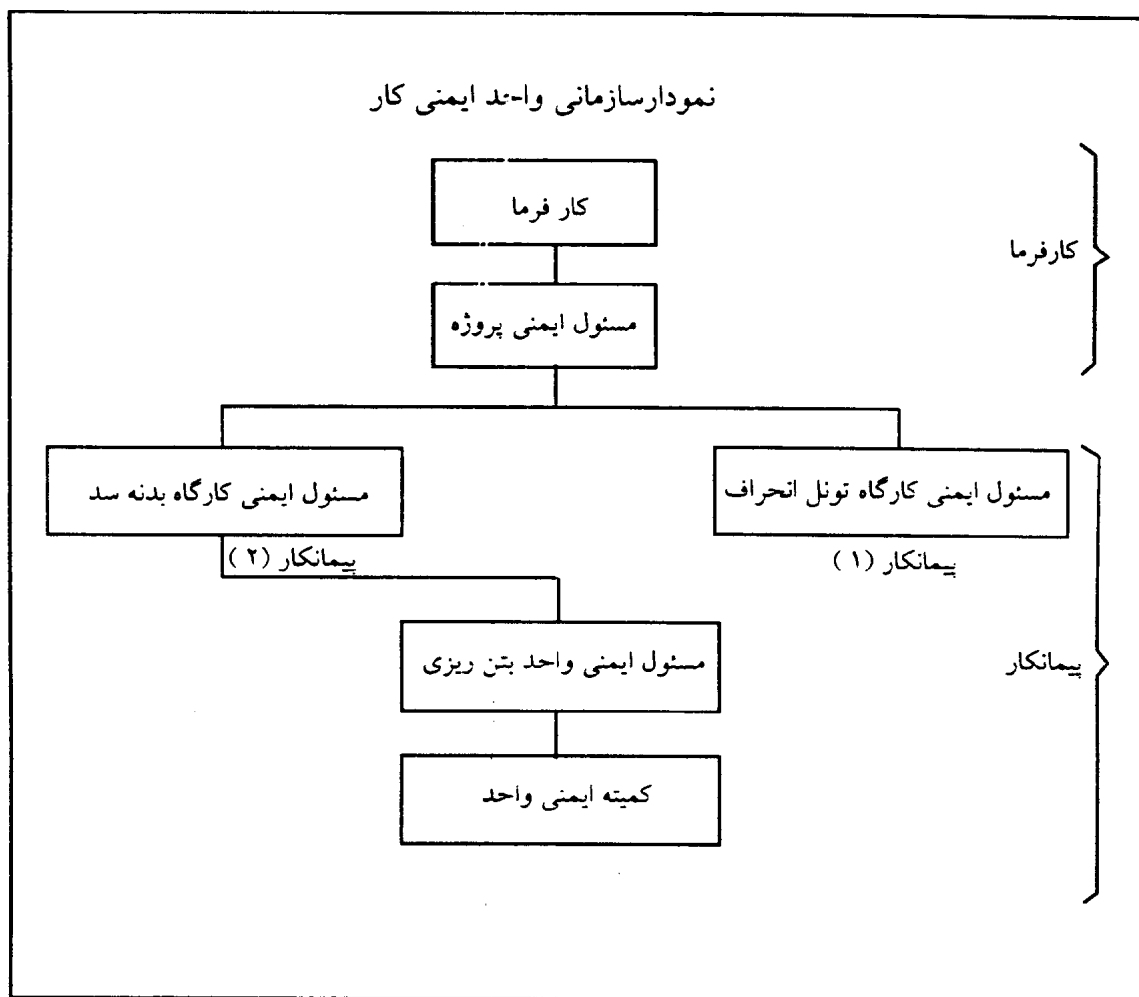 نمودارسازمانی واحد ایمنی کار
کار فرما
کارفرما
مسئول ایمنی پروژه
مسئول ایمنی کارگاه تونل انحراف
مسئول ایمنی کارگاه بدنه سد
پیمانکار (۱)
پیمانکار (۲)
مسئول ایمنی واحد بتن ریزی
پیمانکار
کمیته ایمنی واحد